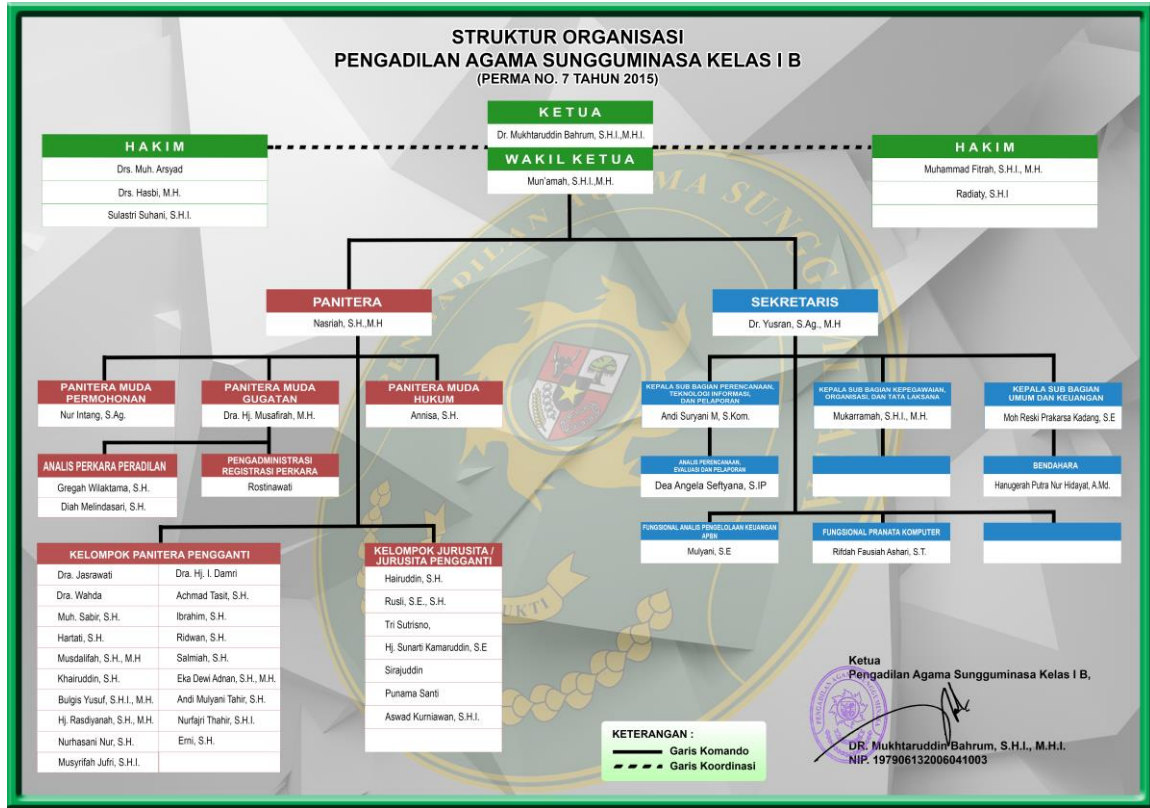 STRUKTUR ORGANISASI
PENGADILAN AGAMA SUNGGUMINASA KELAS I B
(PERMA NO. 7 TAHUN 2015)
KETUA
Dr. Mukhtaruddin Bahrum, S.H.I.,M.H.I.
WAKIL KETUA
Mun'amah, S.H.I.,M.H.
HAKIM
Drs. Muh. Arsyad
Drs. Hasbi, M.H.
Sulastri Suhani, S.H.I.
HAKIM
Muhammad Fitrah, S.H.I., M.H.
Radiaty, S.H.I
PANITERA
Nasriah, S.H.,M.H
SEKRETARIS
Dr. Yusran, S.Ag., M.H
PANITERA MUDA
PERMOHONAN
Nur Intang, S.Ag.
PANITERA MUDA
GUGATAN
Dra. Hj. Musafirah, M.H.
PANITERA MUDA
HUKUM
Annisa, S.H.
KEPALA SUB BAGIAN PERENCANAAN,
TEKNOLOGI INFORMASI,
DAN PELAPORAN
Andi Suryani M, S.Kom.
KEPALA SUB BAGIAN KEPEGAWAIAN,
ORGANISASI, DAN TATA LAKSANA
Mukarramah, S.H.I., M.H.
KEPALA SUB BAGIAN
UMUM DAN KEUANGAN
Moh Reski Prakarsa Kadang, S.E
ANALIS PERKARA PERADILAN
Gregah Wilaktama, S.H.
Diah Melindasari, S.H.
PENGADMINISTRASI
REGISTRASI PERKARA
Rostinawati
ANALIS PERENCANAAN,
EVALUASI DAN PELAPORAN
Dea Angela Seftyana, S.IP
BENDAHARA
Hanugerah Putra Nur Hidayat, A.Md.
FUNGSIONAL ANALIS PENGELOLAAN KEUANGAN
APBN
Mulyani, S.E
FUNGSIONAL PRANATA KOMPUTER
Rifdah Fausiah Ashari, S.T.
KELOMPOK PANITERA PENGGANTI
Dra. Jasrawati
Dra. Hj. I. Damri
Dra. Wahda
Achmad Tasit, S.H.
Muh. Sabir, S.H.
Ibrahim, S.H.
Hartati, S.H.
Ridwan, S.H.
Musdalifah, S.H., M.H
Salmiah, S.H.
Khairuddin, S.H.
Eka Dewi Adnan, S.H., M.H.
Bulgis Yusuf, S.H.I., M.H.
Andi Mulyani Tahir, S.H.
Hj. Rasdiyanah, S.H., M.H.
Nurfajri Thahir, S.H.I.
Nurhasani Nur, S.H.
Erni, S.H.
Musyrifah Jufri, S.H.I.
KELOMPOK JURUSITA /
JURUSITA PENGGANTI
Hairuddin, S.H.
Rusli, S.E., S.H.
Tri Sutrisno,
Hj. Sunarti Kamaruddin, S.E
Sirajuddin
Punama Santi
Aswad Kurniawan, S.H.I.
KETERANGAN :
Garis Komando
Garis Koordinasi
Ketua
Pengadilan Agama Sungguminasa Kelas I B,
DR. Mukhtaruddin Bahrum, S.H.I., M.H.I.
NIP. 197906132006041003